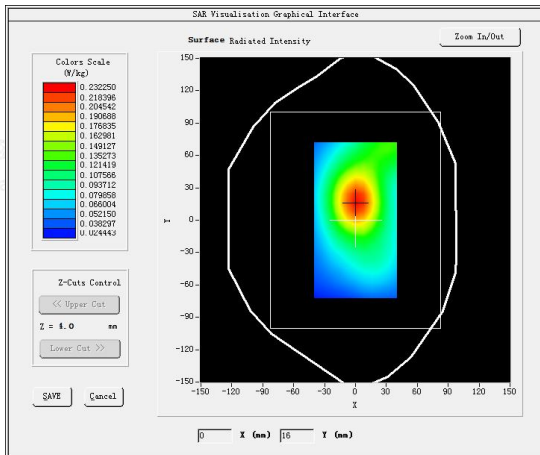 SAR Visualisation Graphical Interface
Surface Radiated Intensity
Zoom In/Out
Colors Scale
(W/kg)
0.232250
0.218396
0.204542
0.190688
0.176835
0.162981
0.149127
0.135273
0.121419
0.107566
0.093712
0.079858
0.066004
0.052150
0.038297
0.024443
Z-Cuts Control
<< Upper Cut
Z = 4.0 mm
Lower Cut >>
SAVE
Cancel
150
120
90
60
30
0
-30
-60
-90
-120
-150
Y
-150 -120 -90 -60 -30 0 30 60 90 120 150
X
0 X (mm) 16 Y (mm)